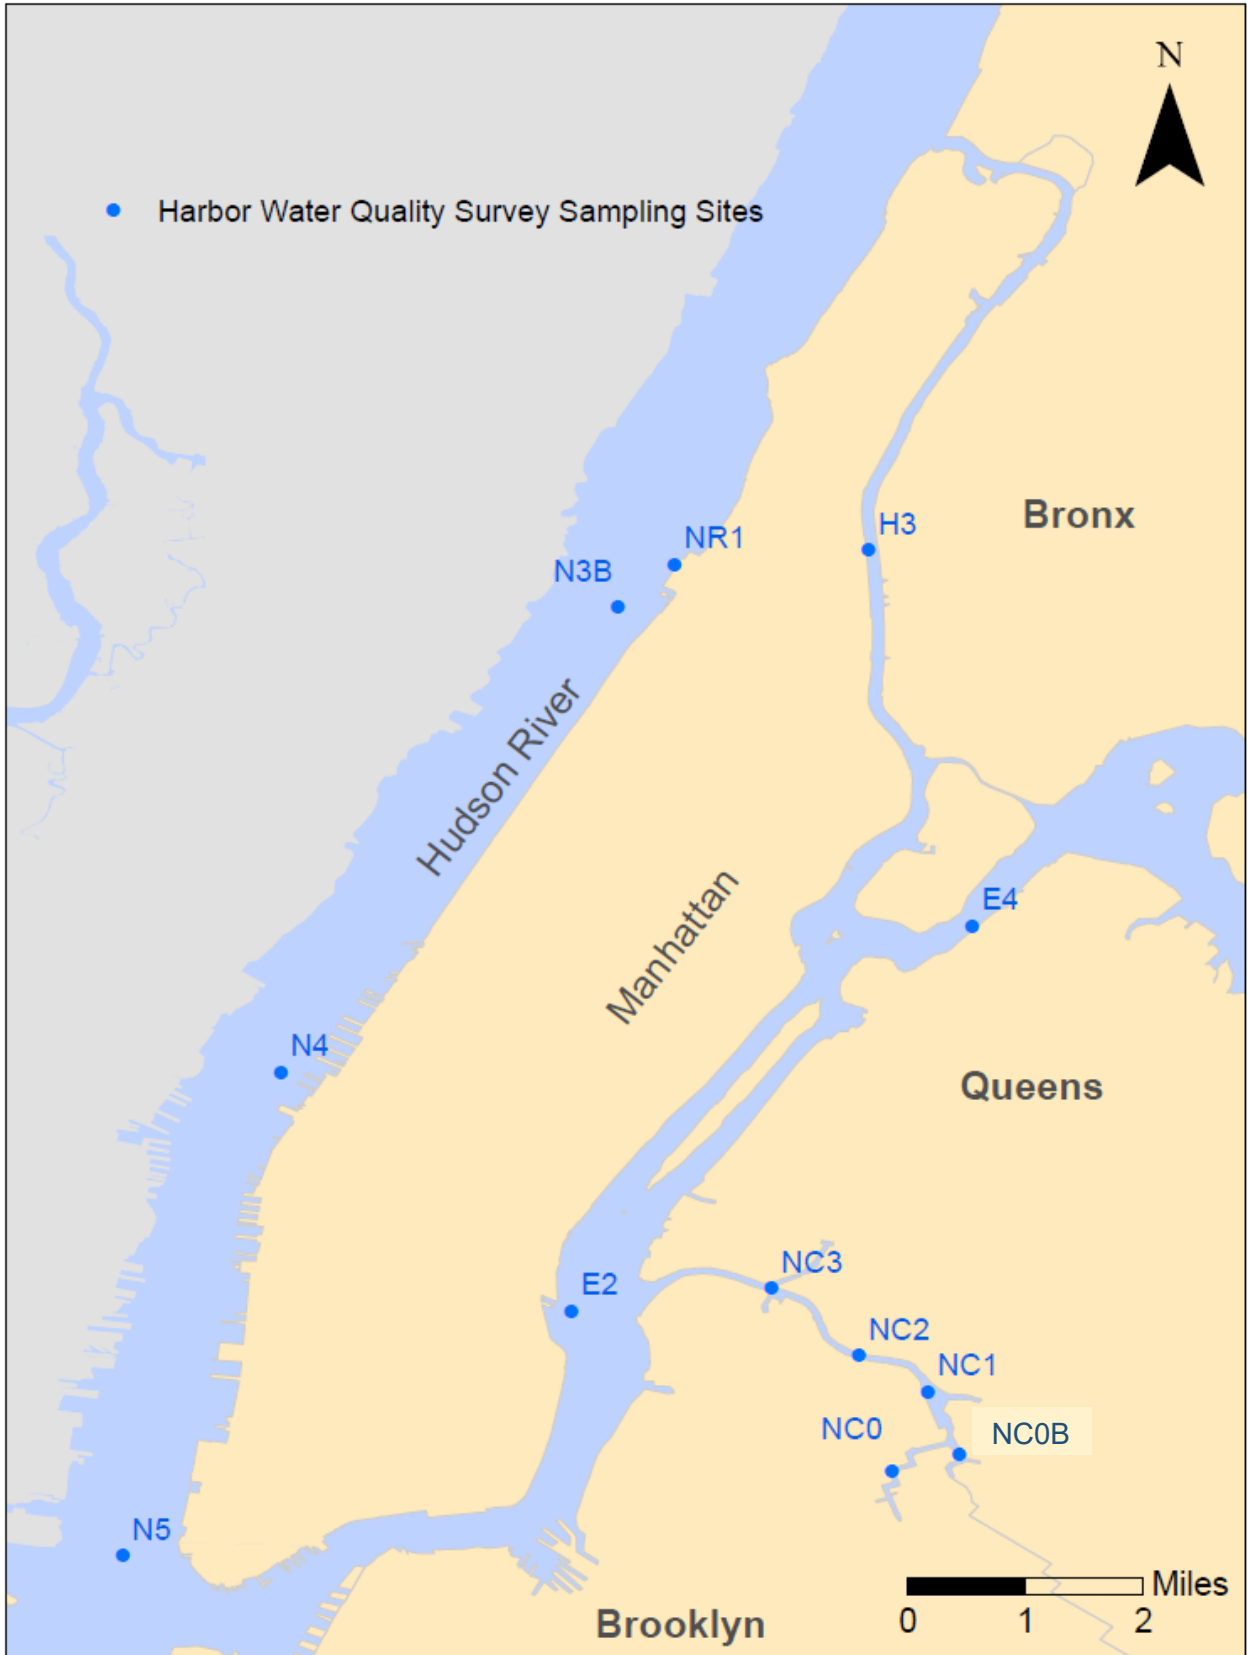 N
Harbor Water Quality Survey Sampling Sites
Bronx
H3
NR1
N3B
Hudson River
Manhattan
E4
N4
Queens
NC3
E2
NC2
NC1
NC0
NC0B
N5
Miles
0 1 2
Brooklyn